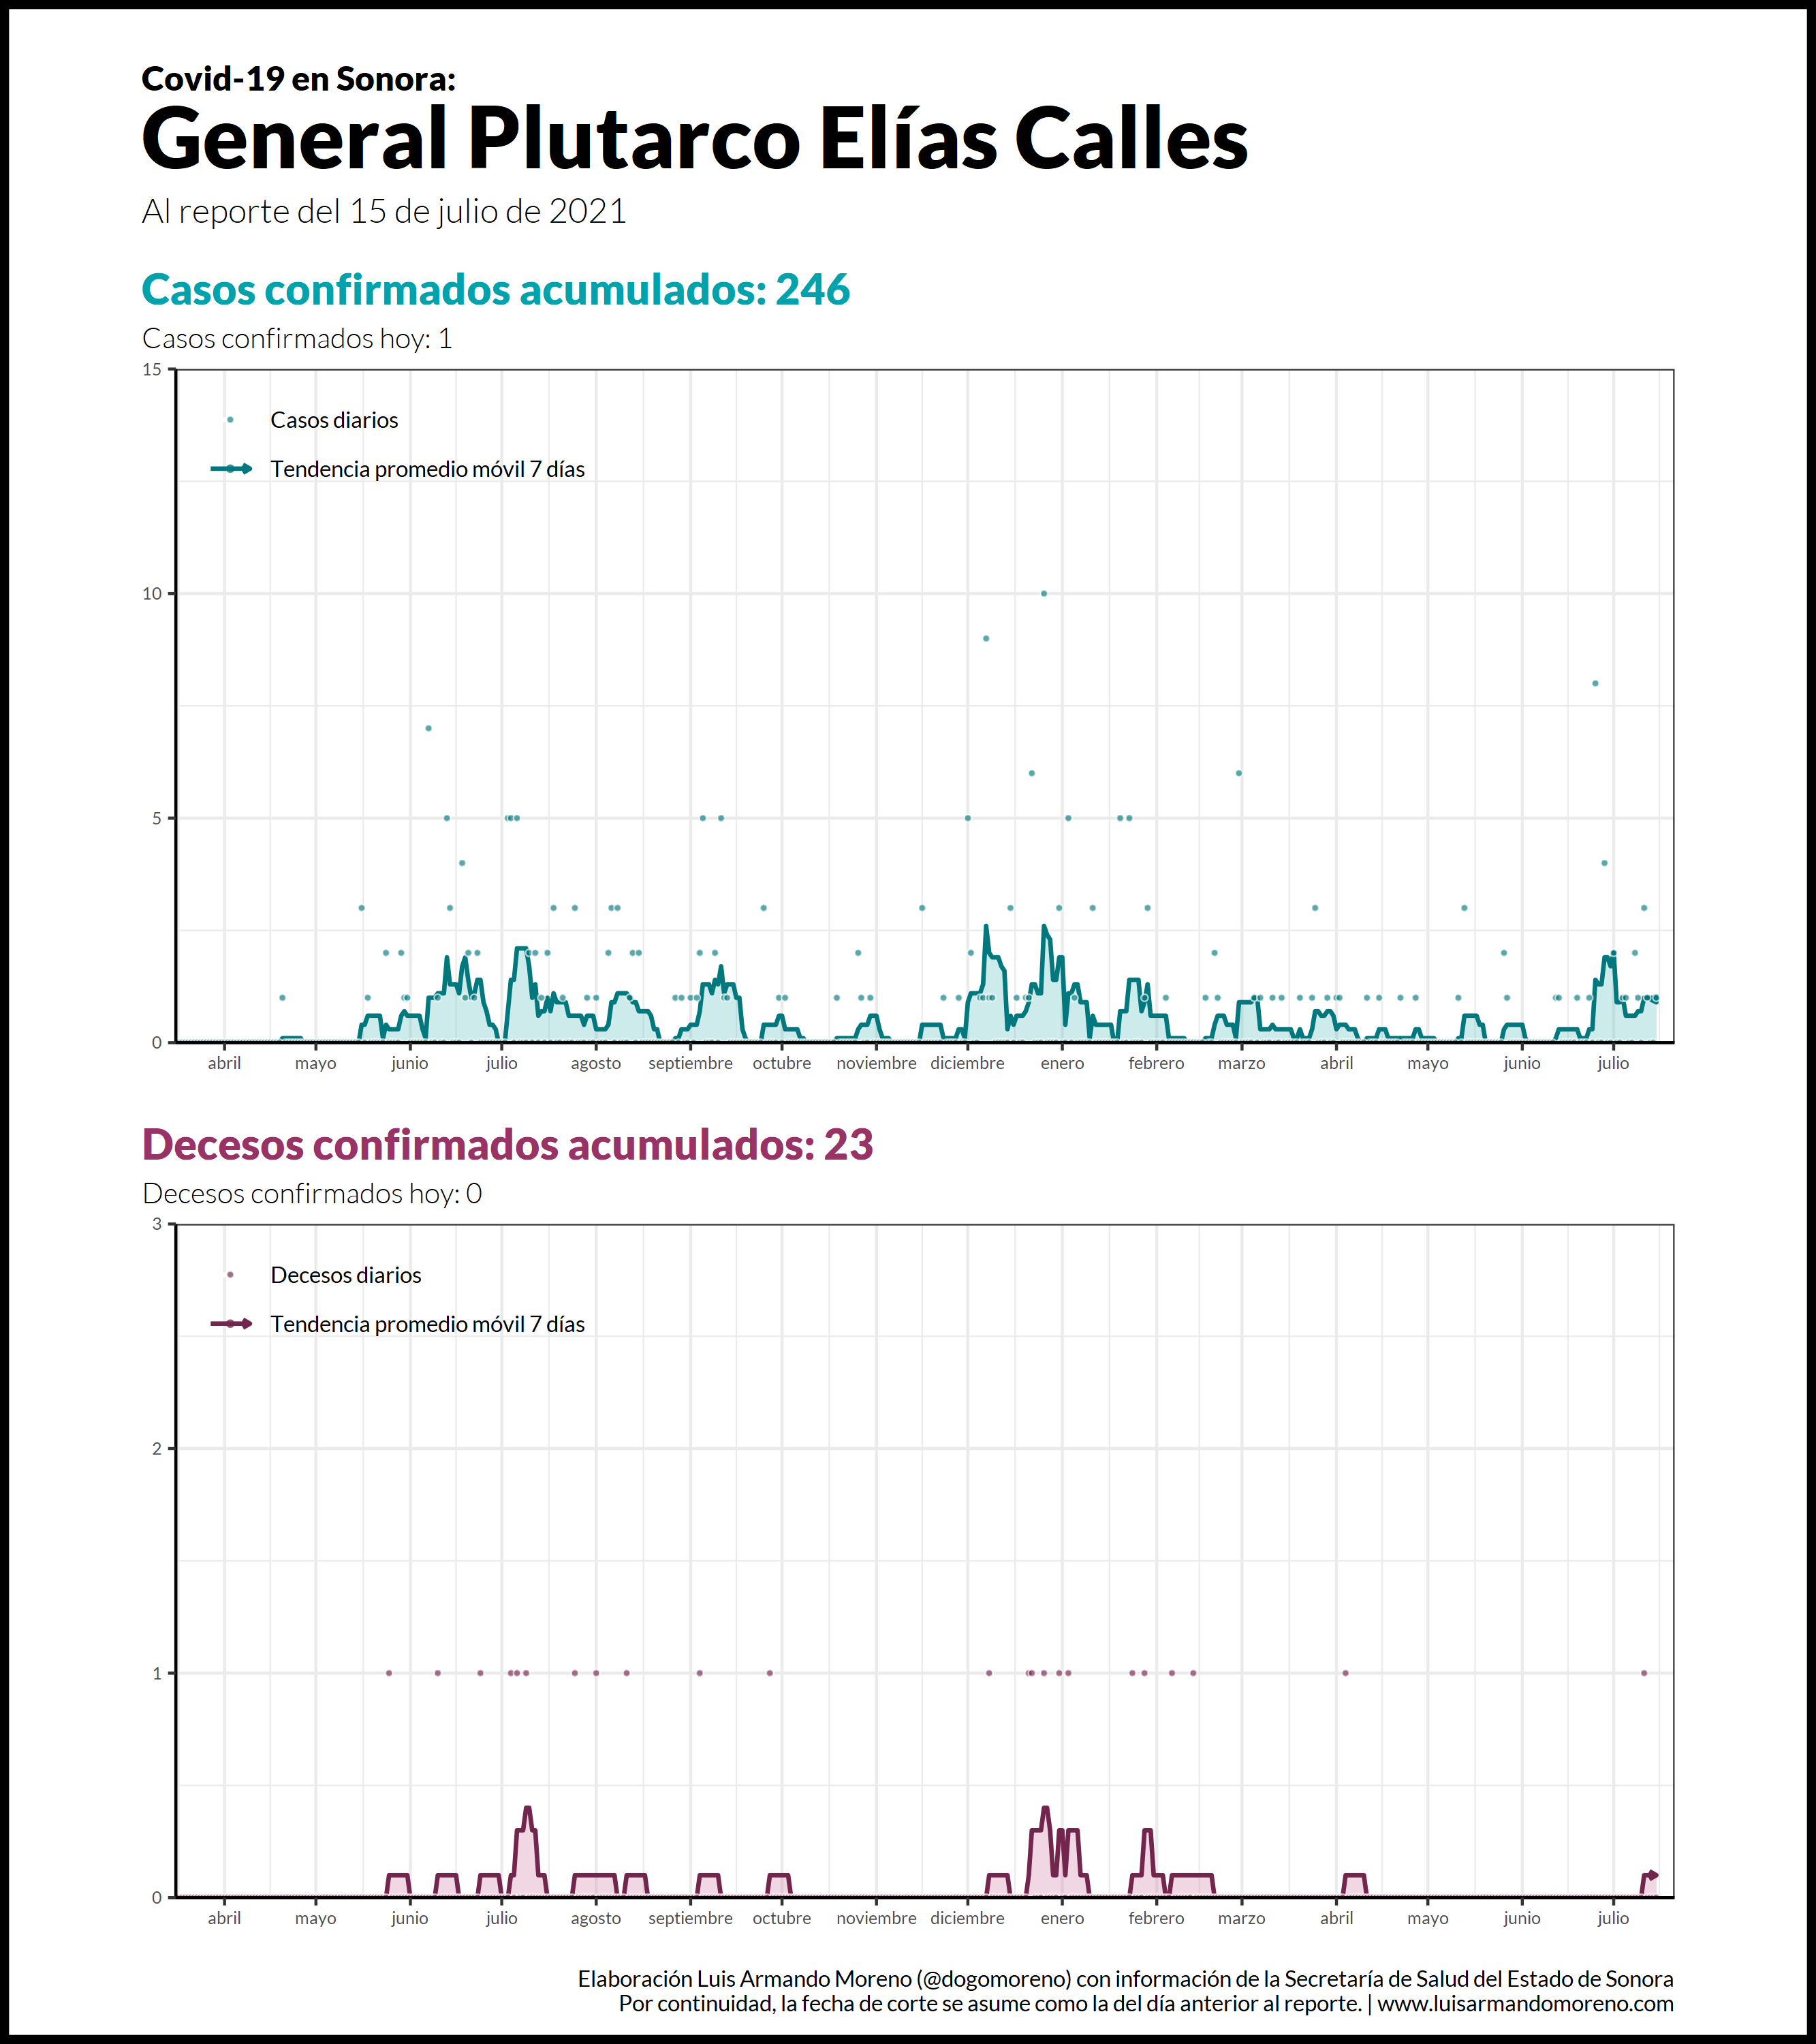 Covid-19 en Sonora:
General Plutarco Elías Calles
Al reporte del 15 de julio de 2021
Casos confirmados acumulados: 246
Casos confirmados hoy: 1
15
10
5
0
Casos diarios
Tendencia promedio móvil 7 días
abril mayo junio julio agosto septiembre octubre noviembre diciembre enero febrero marzo abril mayo junio julio
Decesos confirmados acumulados: 23
Decesos confirmados hoy: 0
3
2
1
0
Decesos diarios
Tendencia promedio móvil 7 días
abril mayo junio julio agosto septiembre octubre noviembre diciembre enero febrero marzo abril mayo junio julio
Elaboración Luis Armando Moreno (@dogomoreno) con información de la Secretaría de Salud del Estado de Sonora
Por continuidad, la fecha de corte se asume como la del día anterior al reporte. | www.luisarmandomoreno.com